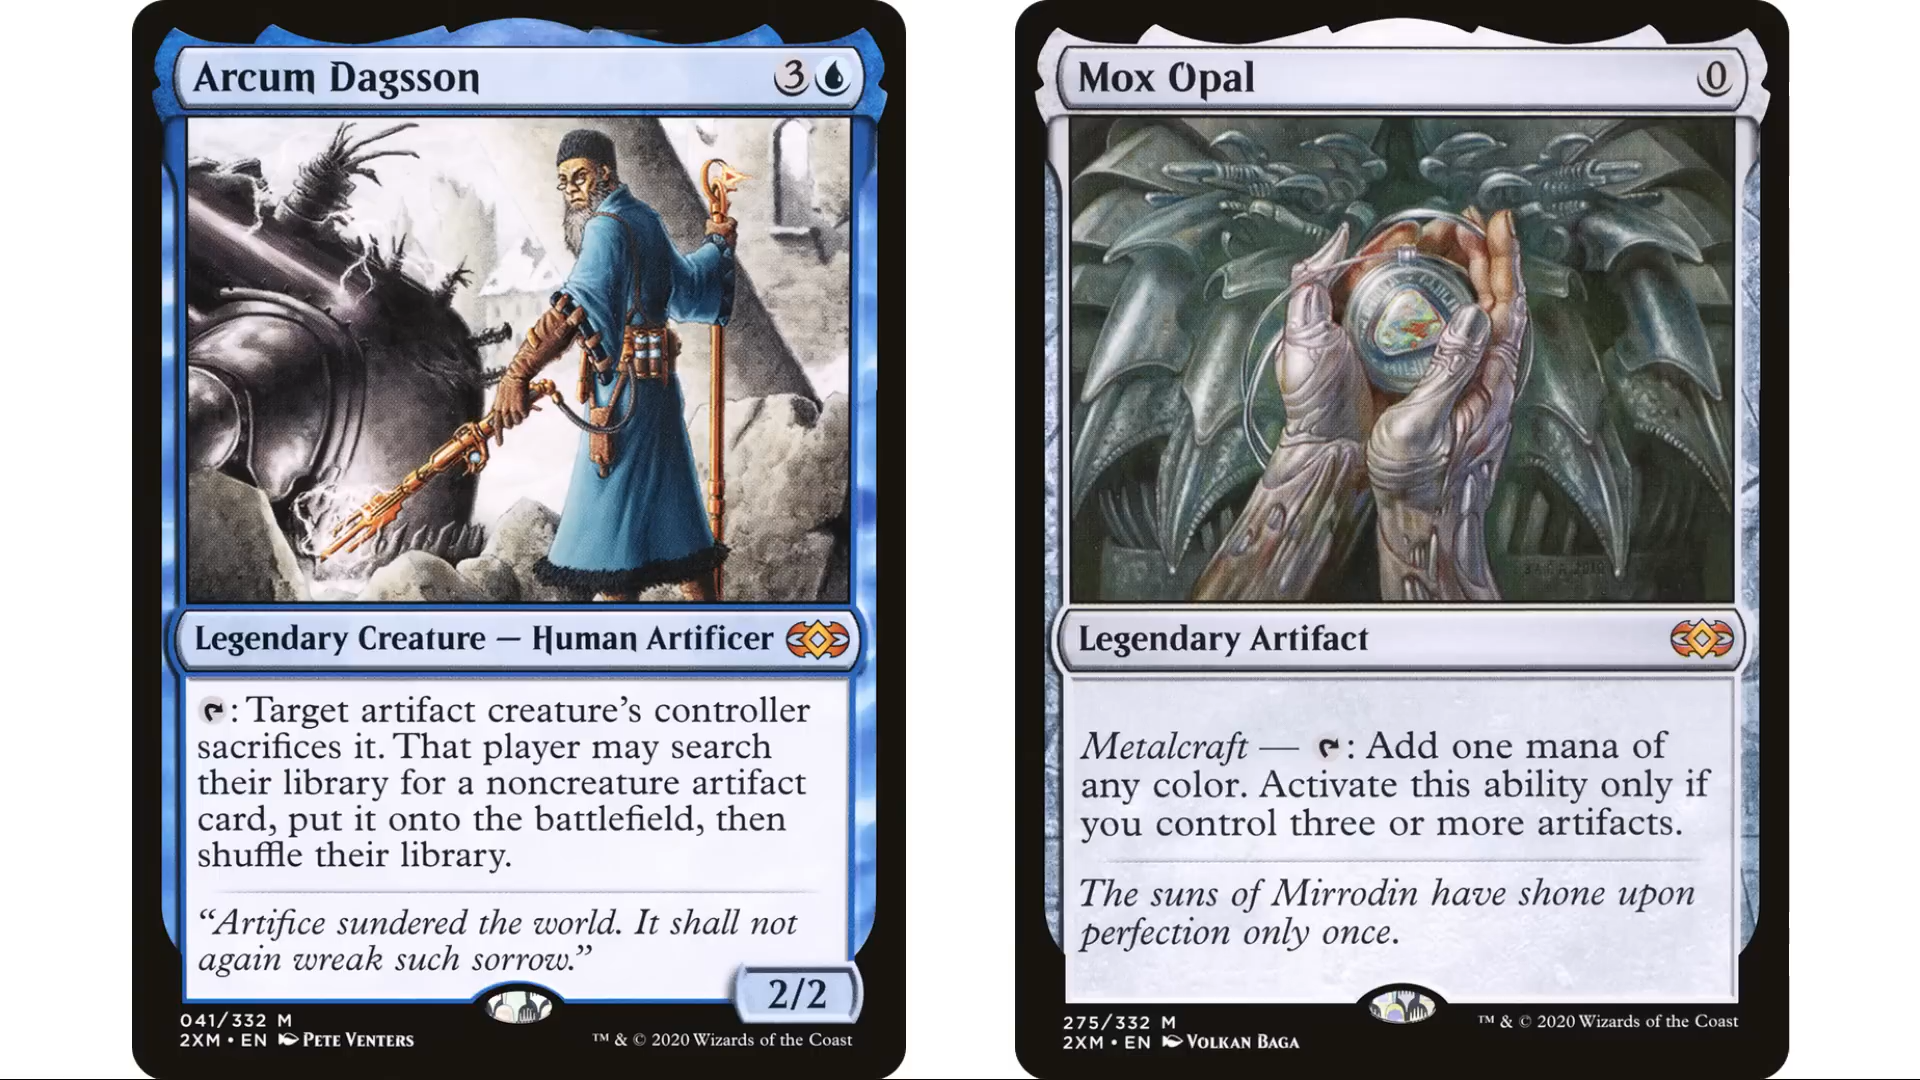 Arcum Dagsson 3
Legendary Creature — Human Artificer
: Target artifact creature's controller
sacrifices it. That player may search
their library for a noncreature artifact
card, put it onto the battlefield, then
shuffle their library.
“Artifice sundered the world. It shall not
again wreak such sorrow.”
2/2
041/332 M
2XM • EN PETE VENTERS
™ & © 2020 Wizards of the Coast
Mox Opal 0
Legendary Artifact
Metalcraft — : Add one mana of
any color. Activate this ability only if
you control three or more artifacts.
The suns of Mirrodin have shone upon
perfection only once.
275/332 M
2XM • EN VOLKAN BAGA
™ & © 2020 Wizards of the Coast